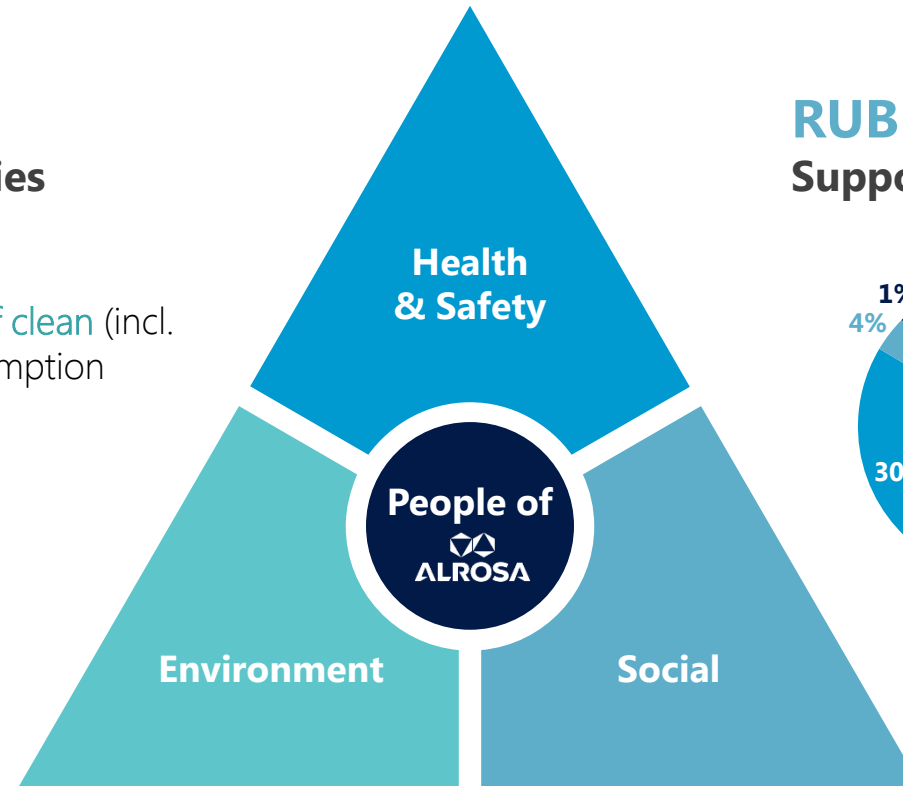 RUB
ies
Suppo
Health
& Safety
f clean (incl.
mption
1%
4%
30
People of
ALROSA
Environment
Social